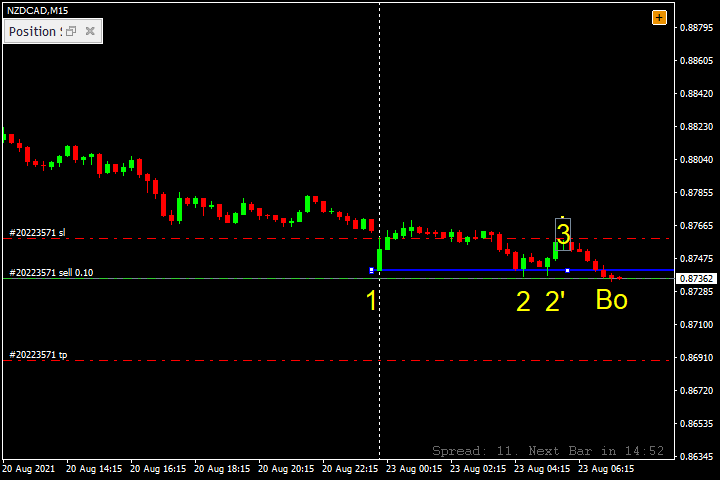 NZDCAD,M15
Position S
0.88795
0.88605
0.88420
0.88230
0.88040
0.87855
0.87665
0.87475
0.87362
0.87285
0.87100
0.86910
0.86720
0.86535
0.86345
#20223571 sl
#20223571 sell 0.10
#20223571 tp
3
1
2
2'
Bo
Spread: 11. Next Bar in 14:52
20 Aug 2021
20 Aug 14:15
20 Aug 16:15
20 Aug 18:15
20 Aug 20:15
20 Aug 22:15
23 Aug 00:15
23 Aug 02:15
23 Aug 04:15
23 Aug 06:15